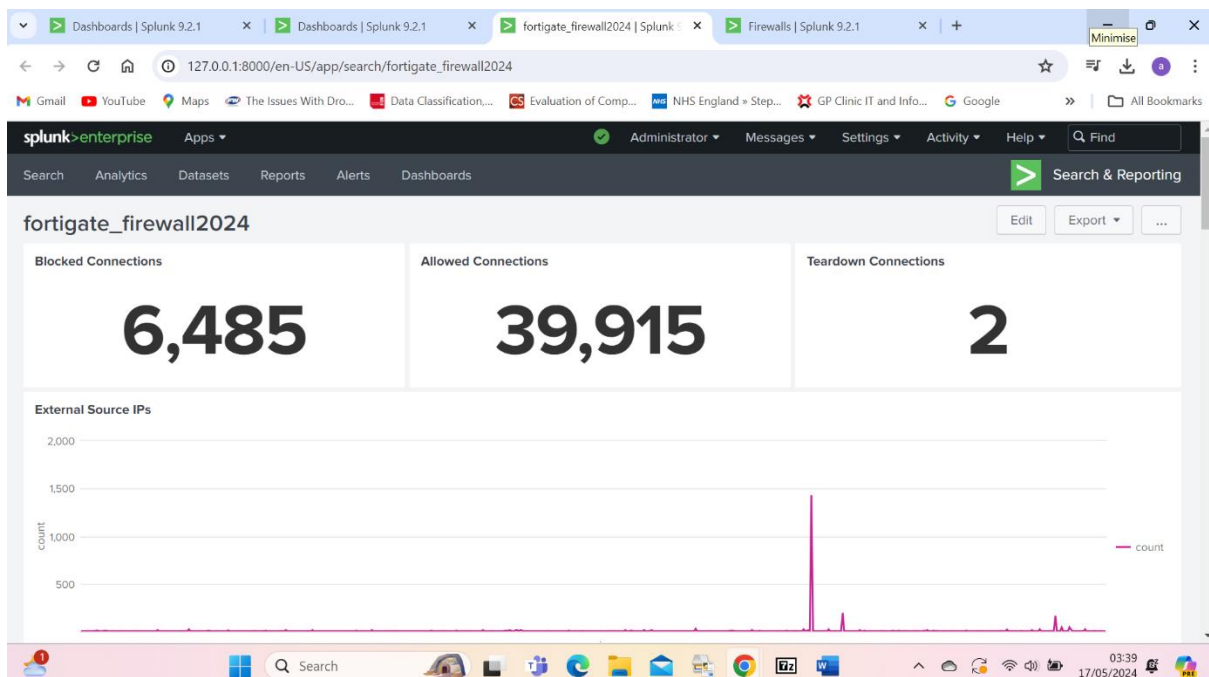 Dashboards | Splunk 9.2.1
Dashboards | Splunk 9.2.1
fortigate_firewall2024 | Splunk
Firewalls | Splunk 9.2.1
Minimise
127.0.0.1:8000/en-US/app/search/fortigate_firewall2024
a
Gmail YouTube Maps The Issues With Dro... Data Classification,... CS Evaluation of Comp... NHS NHS England » Step... GP Clinic IT and Info... G Google » All Bookmarks
splunk>enterprise Apps Administrator Messages Settings Activity Help Find
Search Analytics Datasets Reports Alerts Dashboards Search & Reporting
fortigate_firewall2024 Edit Export ...
Blocked Connections Allowed Connections Teardown Connections
6,485 39,915 2
External Source IPs
2,000
1,500
1,000
500
count
count
1 Search 7z W 03:39
PRE
17/05/2024